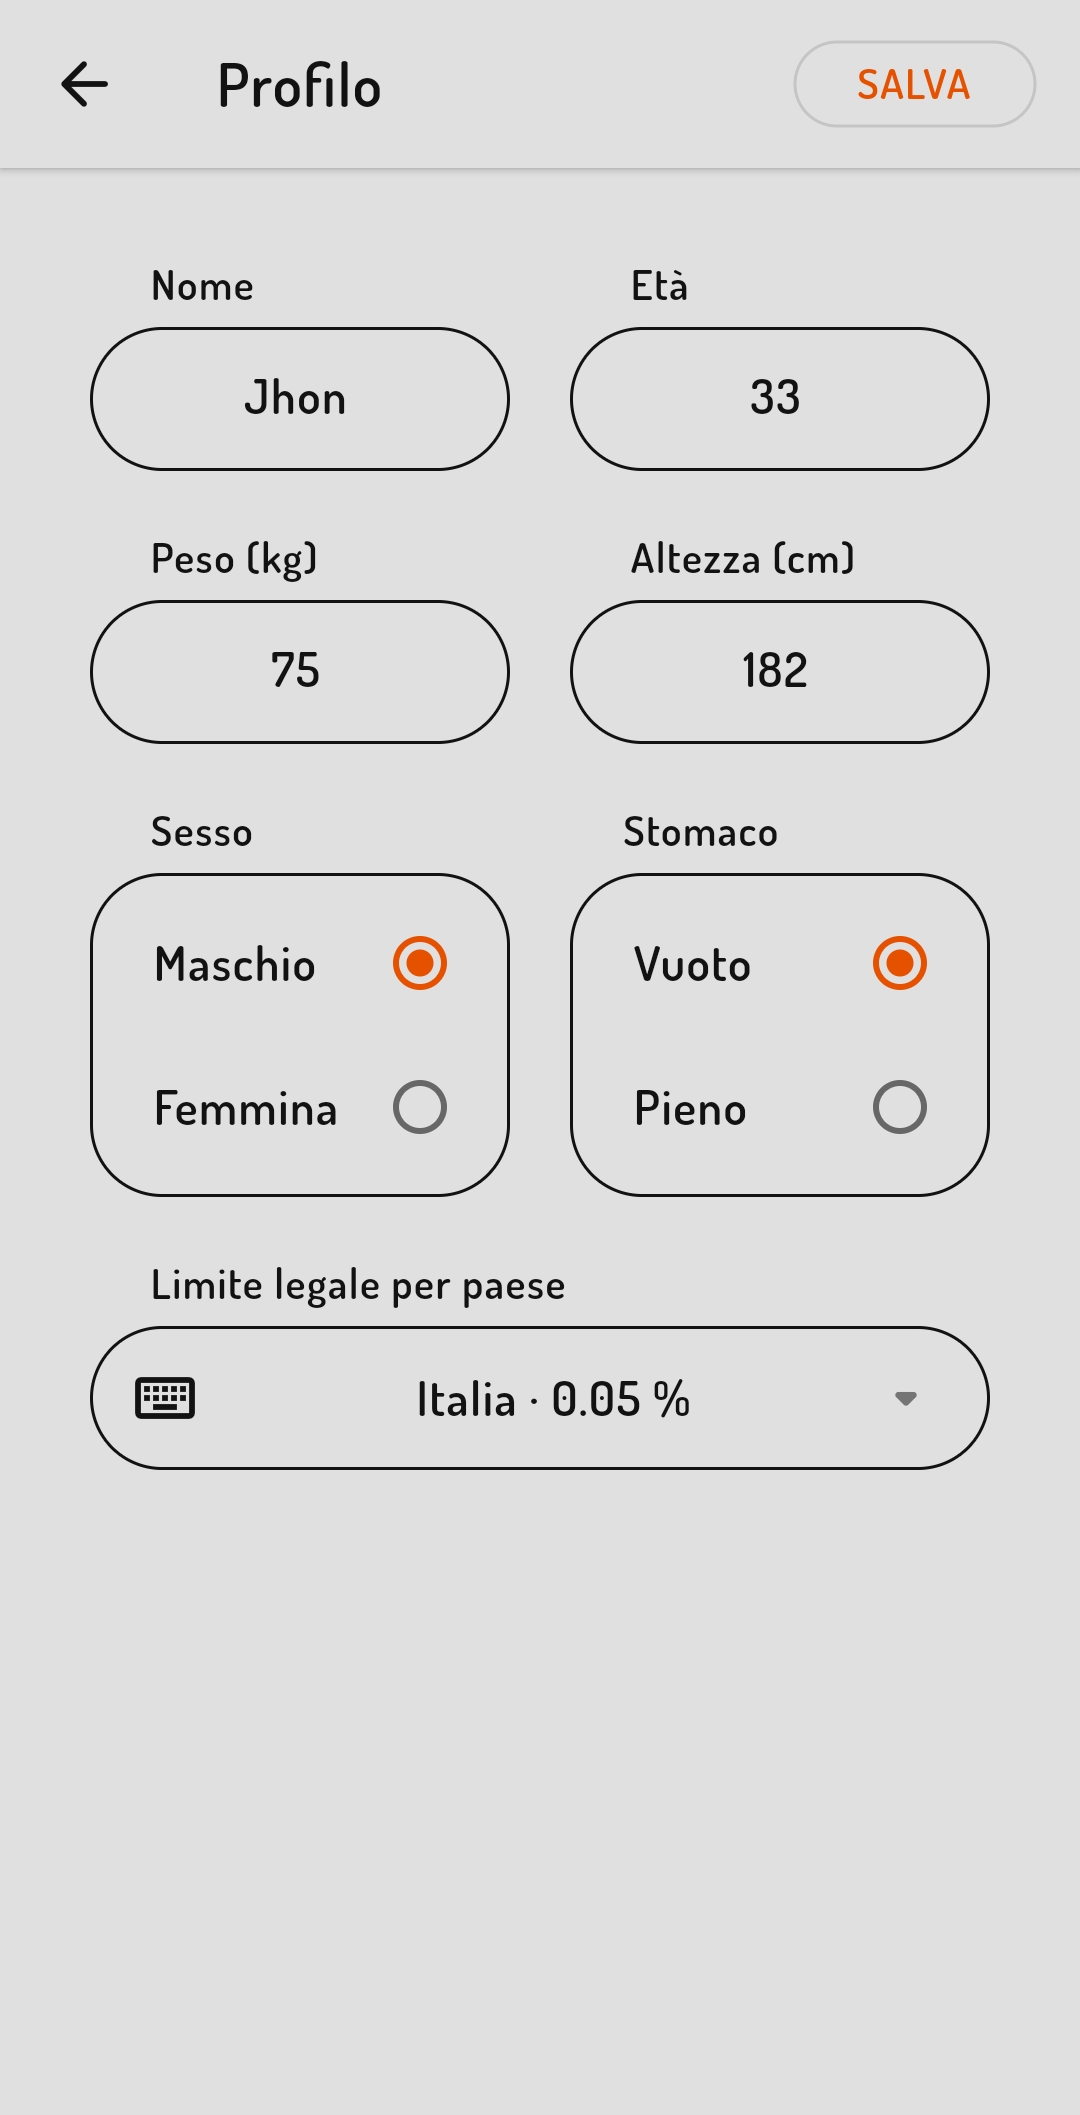 Profilo
SALVA
Nome
Età
Jhon
33
Peso (kg)
Altezza (cm)
75
182
Sesso
Stomaco
Maschio
Vuoto
Femmina
Pieno
Limite legale per paese
Italia · 0.05 %